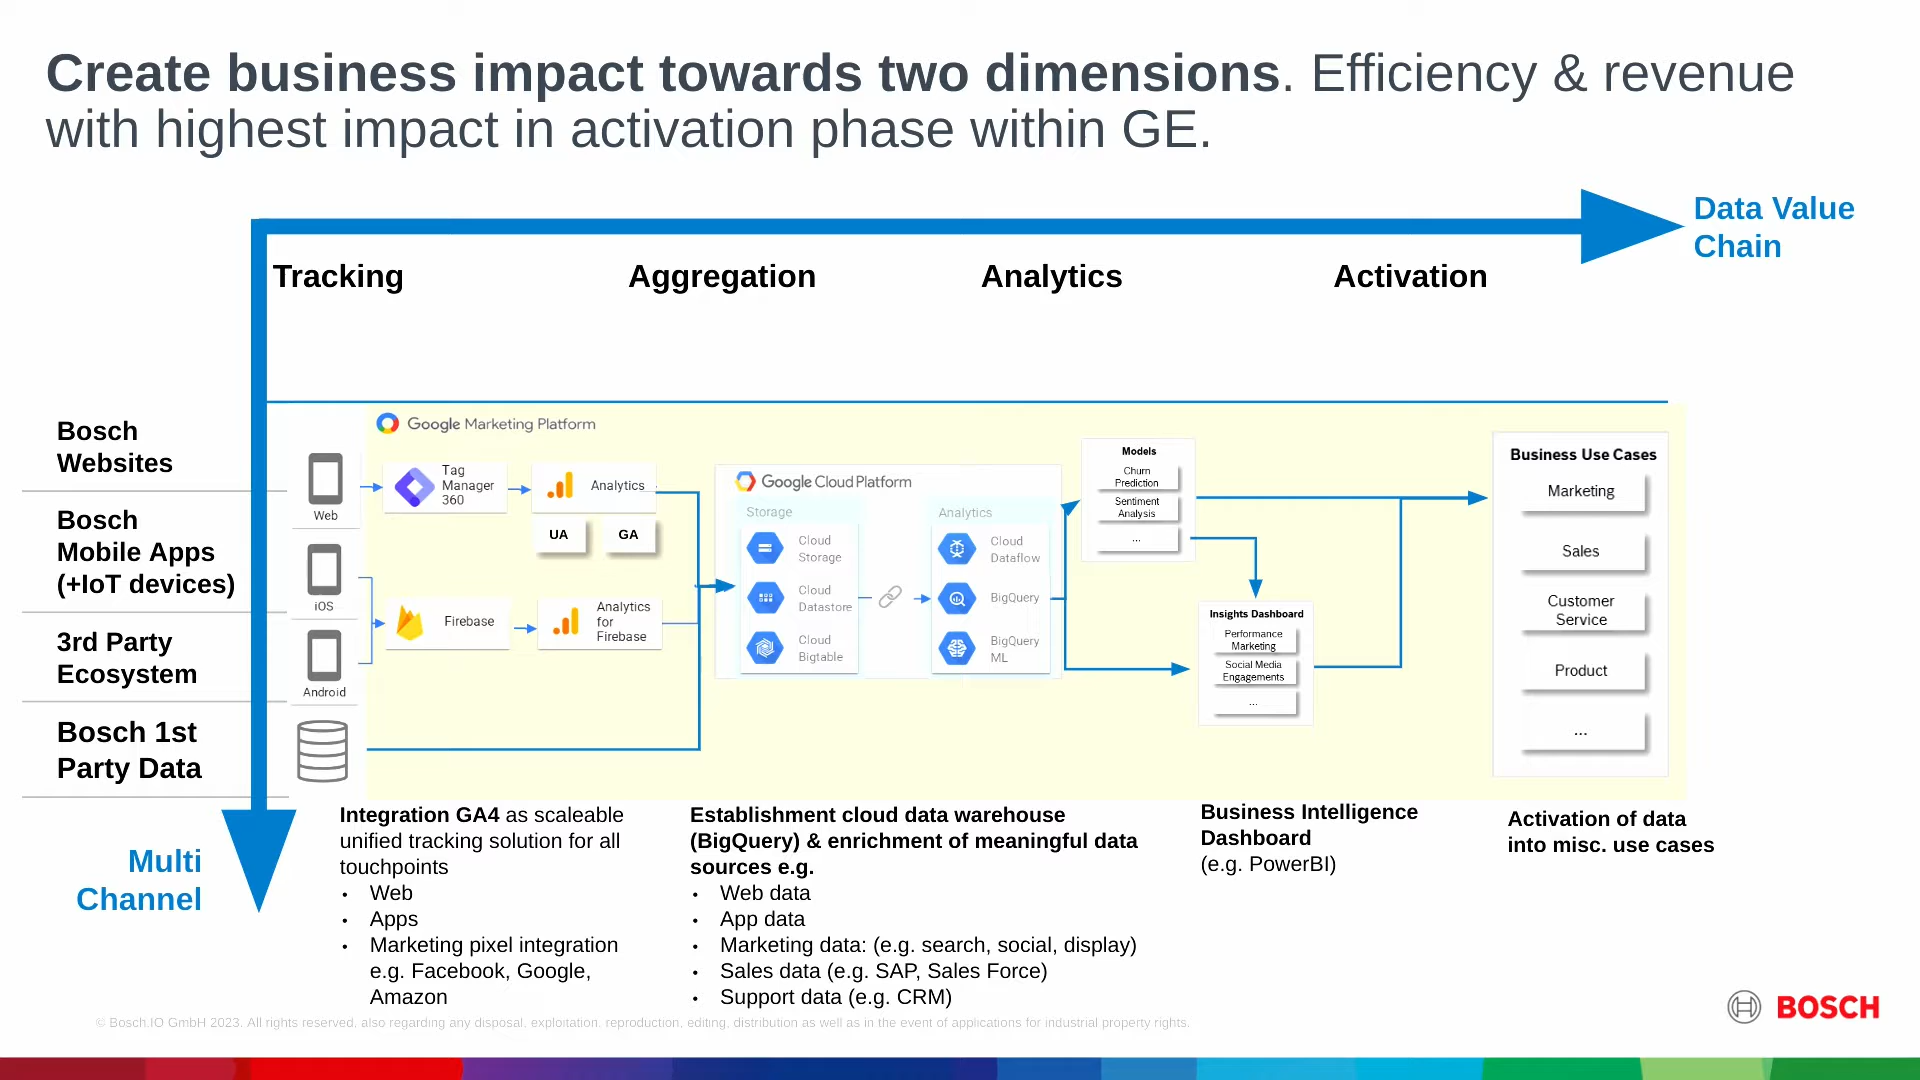 Create business impact towards two dimensions. Efficiency & revenue
with highest impact in activation phase within GE.
Data Value
Chain
Tracking
Aggregation
Analytics
Activation
Bosch
Websites
Bosch
Mobile Apps
(+IoT devices)
3rd Party
Ecosystem
Bosch 1st
Party Data
Multi
Channel
Google Marketing Platform
Web
iOS
Android
Tag
Manager
360
Analytics
UA
GA
Firebase
Analytics
for
Firebase
Google Cloud Platform
Storage
Cloud
Storage
Cloud
Datastore
Cloud
Bigtable
Analytics
Cloud
Dataflow
BigQuery
BigQuery
ML
Models
Churn
Prediction
Sentiment
Analysis
...
Insights Dashboard
Performance
Marketing
Social Media
Engagements
...
Business Use Cases
Marketing
Sales
Customer
Service
Product
...
Integration GA4 as scaleable
unified tracking solution for all
touchpoints
• Web
• Apps
• Marketing pixel integration
e.g. Facebook, Google,
Amazon
Establishment cloud data warehouse
(BigQuery) & enrichment of meaningful data
sources e.g.
• Web data
• App data
• Marketing data: (e.g. search, social, display)
• Sales data (e.g. SAP, Sales Force)
• Support data (e.g. CRM)
Business Intelligence
Dashboard
(e.g. PowerBI)
Activation of data
into misc. use cases
© Bosch.IO GmbH 2023. All rights reserved, also regarding any disposal, exploitation, reproduction, editing, distribution as well as in the event of applications for industrial property rights.
BOSCH